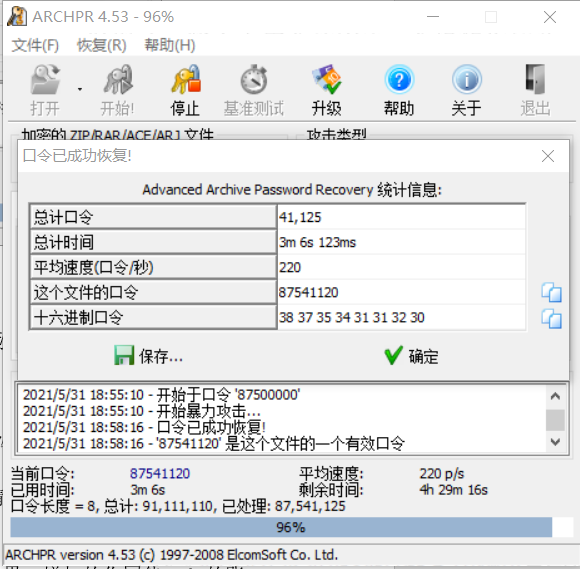 ARCHPR 4.53 - 96%
文件(F) 恢复(R) 帮助(H)
打开 开始! 停止 基准测试 升级 帮助 关于 退出
加密的 ZIP/RAR/ACE/ARJ 文件 攻击类型
口令已成功恢复!
Advanced Archive Password Recovery 统计信息:
总计口令 41,125
总计时间 3m 6s 123ms
平均速度(口令/秒) 220
这个文件的口令 87541120
十六进制口令 38 37 35 34 31 31 32 30
保存... 确定
2021/5/31 18:55:10 - 开始于口令 '87500000'
2021/5/31 18:55:10 - 开始暴力攻击...
2021/5/31 18:58:16 - 口令已成功恢复!
2021/5/31 18:58:16 - '87541120' 是这个文件的一个有效口令
当前口令: 87541120 平均速度: 220 p/s
已用时间: 3m 6s 剩余时间: 4h 29m 16s
口令长度 = 8, 总计: 91,111,110, 已处理: 87,541,125
96%
ARCHPR version 4.53 (c) 1997-2008 ElcomSoft Co. Ltd.